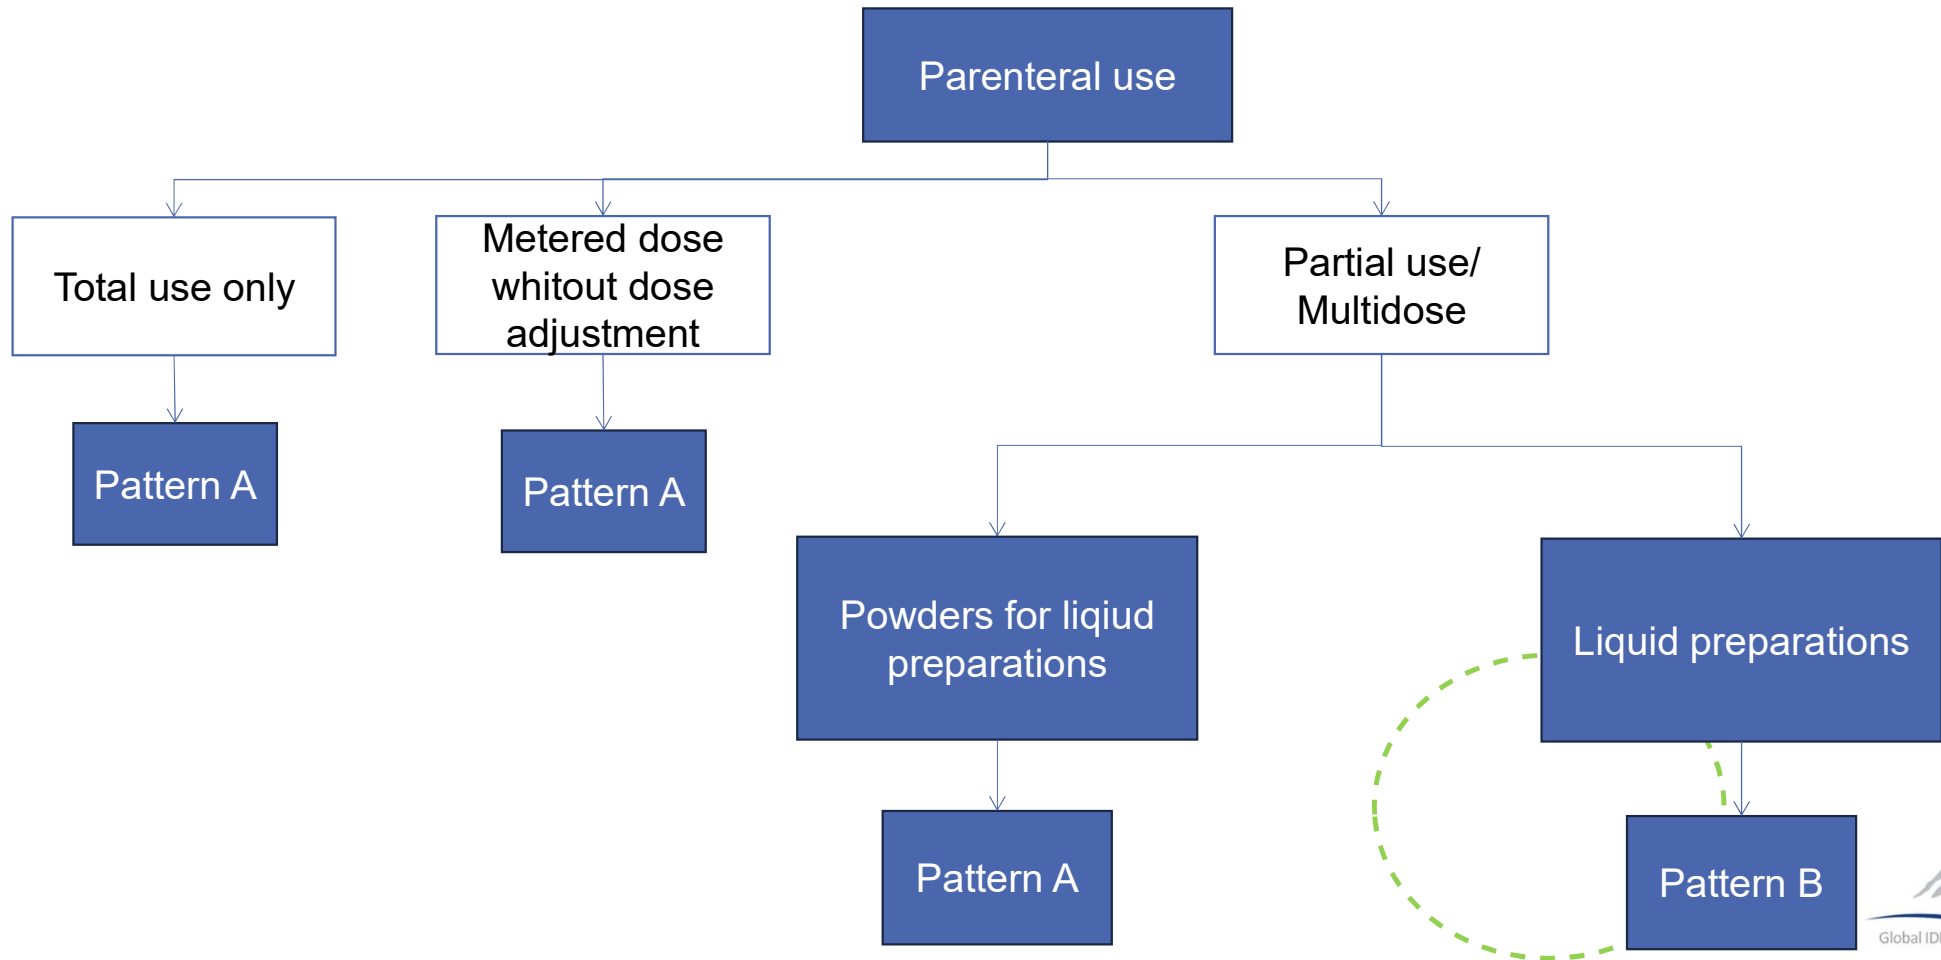 Parenteral use
Total use only
Metered dose
whitout dose
adjustment
Partial use/
Multidose
Pattern A
Pattern A
Powders for liqiud
preparations
Liquid preparations
Pattern A
Pattern B
Global